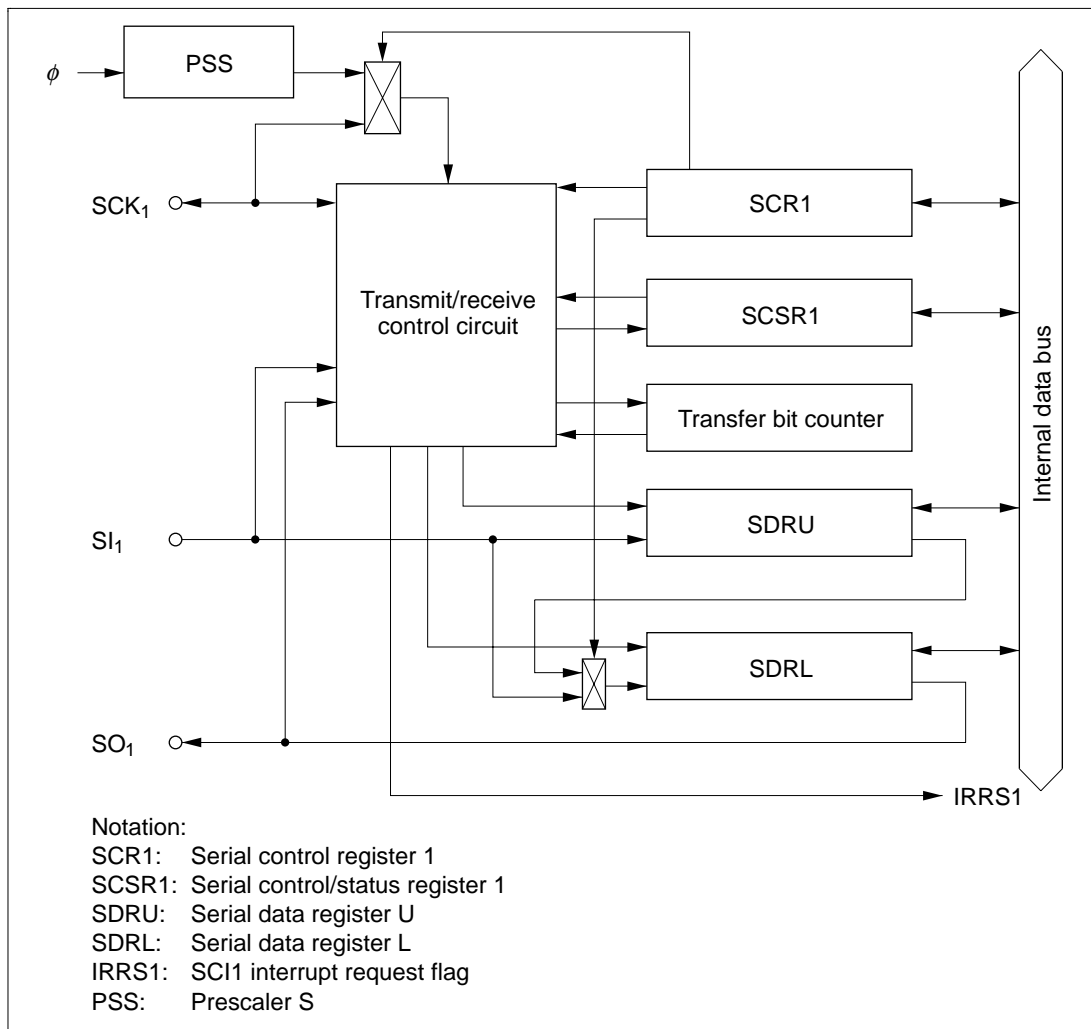 PSS
ϕ
SCK₁
SCR1
Transmit/receive
control circuit
SCSR1
Transfer bit counter
Internal data bus
SI₁
SDRU
SDRL
SO₁
IRRS1
Notation:
SCR1: Serial control register 1
SCSR1: Serial control/status register 1
SDRU: Serial data register U
SDRL: Serial data register L
IRRS1: SCI1 interrupt request flag
PSS: Prescaler S